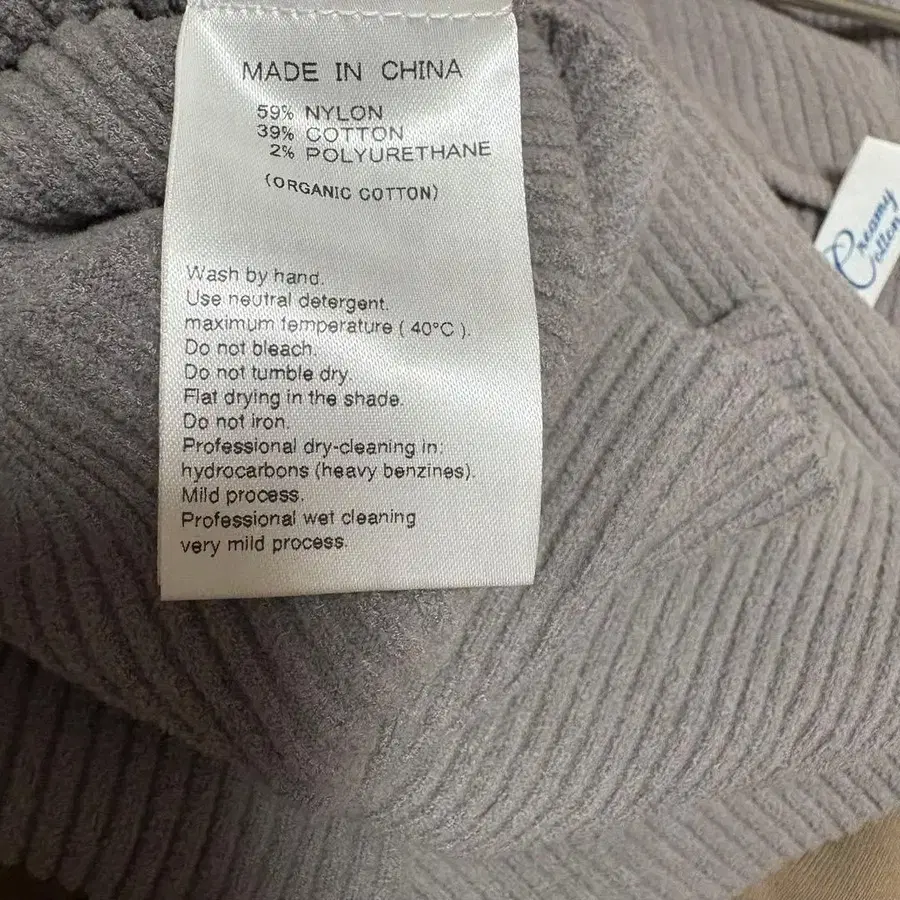 MADE IN CHINA
59% NYLON
39% COTTON
2% POLYURETHANE
(ORGANIC COTTON)
Wash by hand.
Use neutral detergent.
maximum temperature ( 40°C ).
Do not bleach.
Do not tumble dry.
Flat drying in the shade.
Do not iron.
Professional dry-cleaning in:
hydrocarbons (heavy benzines).
Mild process.
Professional wet cleaning
very mild process.
Creamy
Cotton